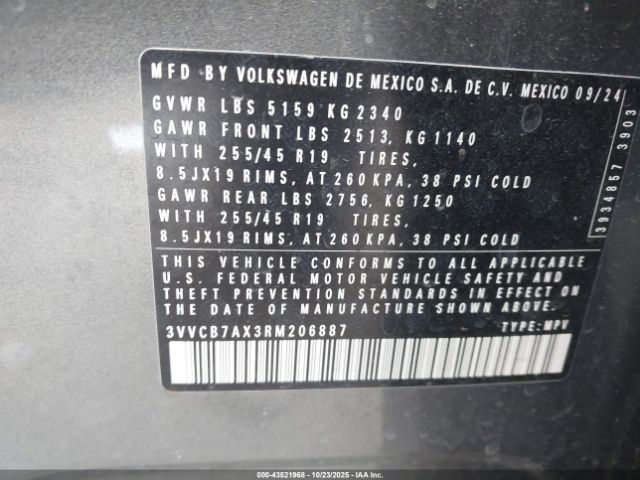 MFD BY VOLKSWAGEN DE MEXICO S.A. DE C.V. MEXICO 09/24
GVWR LBS 5159 KG 2340
GAWR FRONT LBS 2513, KG 1140
WITH 255/45 R19 TIRES,
8.5JX19 RIMS, AT 260 KPA, 38 PSI COLD
GAWR REAR LBS 2756, KG 1250
WITH 255/45 R19 TIRES,
8.5JX19 RIMS, AT 260 KPA, 38 PSI COLD
3934857 3903
THIS VEHICLE CONFORMS TO ALL APPLICABLE
U.S. FEDERAL MOTOR VEHICLE SAFETY AND
THEFT PREVENTION STANDARDS IN EFFECT ON
THE DATE OF MANUFACTURE SHOWN ABOVE.
3VVCB7AX3RM206887 TYPE:MPV
000-43521968 - 10/23/2025 - IAAI.COM